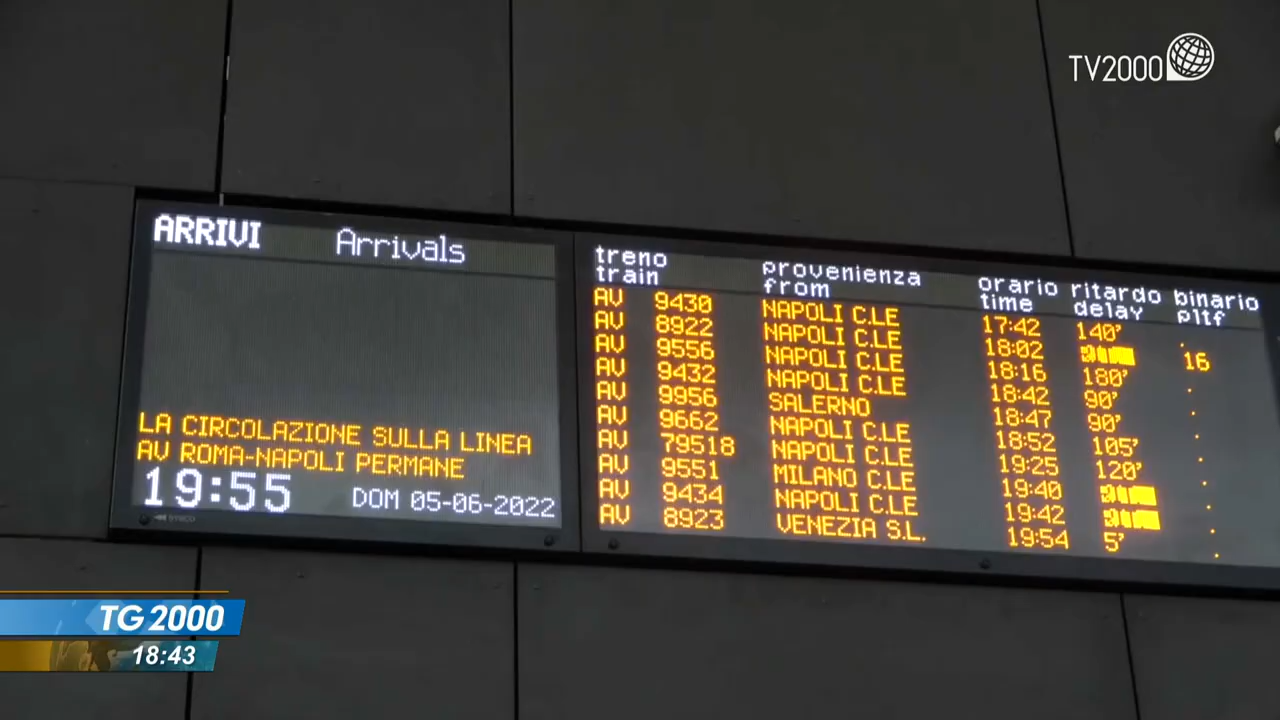 TV2000
ARRIVI Arrivals
LA CIRCOLAZIONE SULLA LINEA
AV ROMA-NAPOLI PERMANE
19:55 DOM 05-06-2022
treno provenienza orario ritardo binario
train from time delay pltf
AV 9430 NAPOLI C.LE 17:42 140'
AV 8922 NAPOLI C.LE 18:02 16
AV 9556 NAPOLI C.LE 18:16 180'
AV 9432 NAPOLI C.LE 18:42 90'
AV 9956 SALERNO 18:47 90'
AV 9662 NAPOLI C.LE 18:52 105'
AV 79518 NAPOLI C.LE 19:25 120'
AV 9551 MILANO C.LE 19:40
AV 9434 NAPOLI C.LE 19:42
AV 8923 VENEZIA S.L. 19:54 5'
TG 2000
18:43